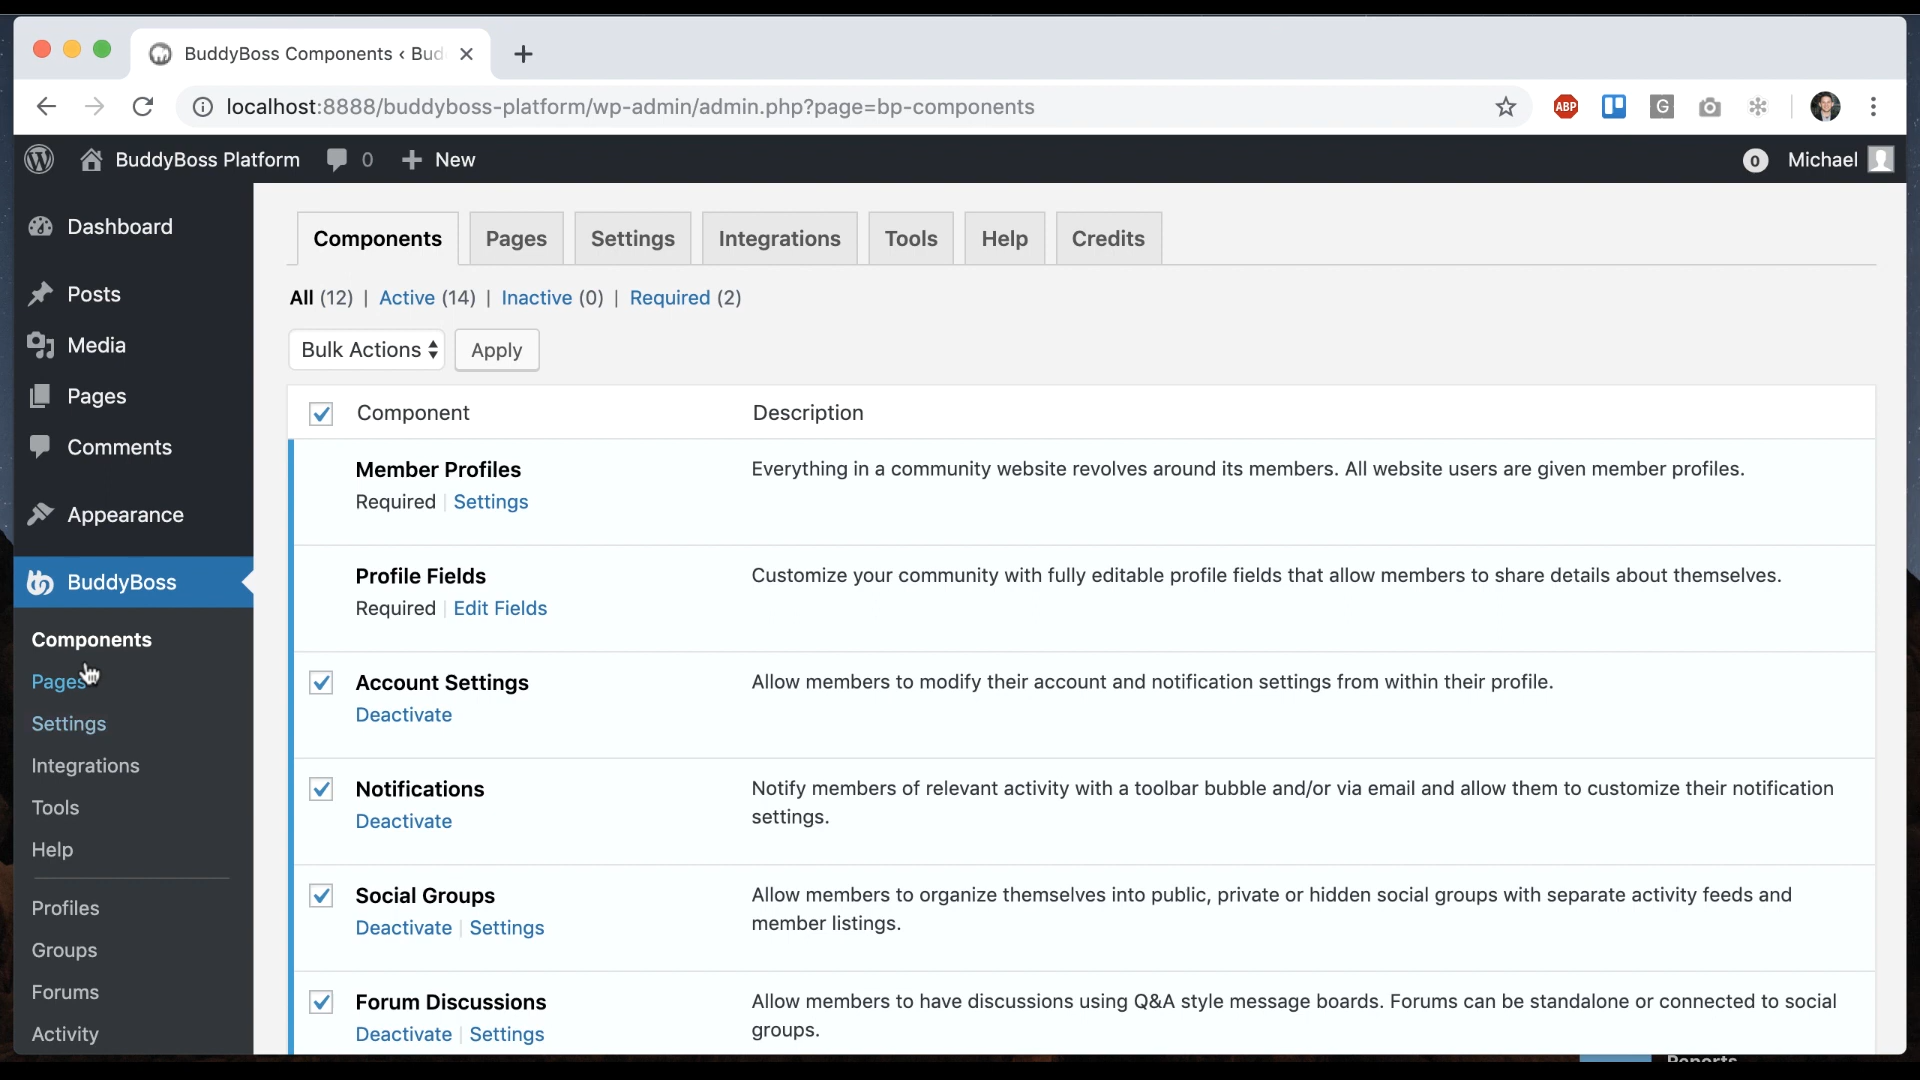 BuddyBoss Components ‹ Bud
localhost:8888/buddyboss-platform/wp-admin/admin.php?page=bp-components
ABP
G
BuddyBoss Platform 0 New
0 Michael
Dashboard
Posts
Media
Pages
Comments
Appearance
BuddyBoss
Components
Pages
Settings
Integrations
Tools
Help
Profiles
Groups
Forums
Activity
Components Pages Settings Integrations Tools Help Credits
All (12) | Active (14) | Inactive (0) | Required (2)
Bulk Actions Apply
Component Description
Member Profiles
Required | Settings
Everything in a community website revolves around its members. All website users are given member profiles.
Profile Fields
Required | Edit Fields
Customize your community with fully editable profile fields that allow members to share details about themselves.
Account Settings
Deactivate
Allow members to modify their account and notification settings from within their profile.
Notifications
Deactivate
Notify members of relevant activity with a toolbar bubble and/or via email and allow them to customize their notification
settings.
Social Groups
Deactivate | Settings
Allow members to organize themselves into public, private or hidden social groups with separate activity feeds and
member listings.
Forum Discussions
Deactivate | Settings
Allow members to have discussions using Q&A style message boards. Forums can be standalone or connected to social
groups.
Reports